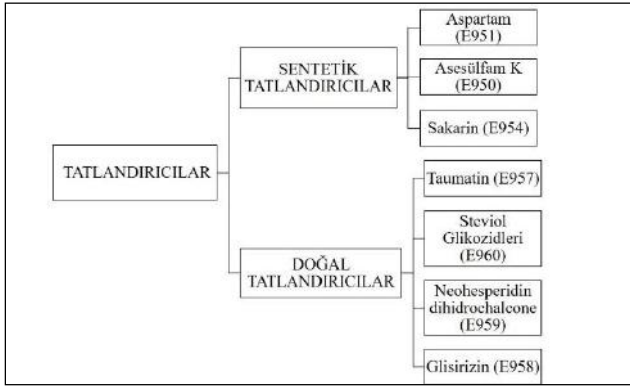 TATLANDIRICILAR
SENTETİK
TATLANDIRICILAR
Aspartam
(E951)
Asesülfam K
(E950)
Sakarin (E954)
DOĞAL
TATLANDIRICILAR
Taumatin (E957)
Steviol
Glikozidleri
(E960)
Neohesperidin
dihidrochalcone
(E959)
Glisirizin (E958)